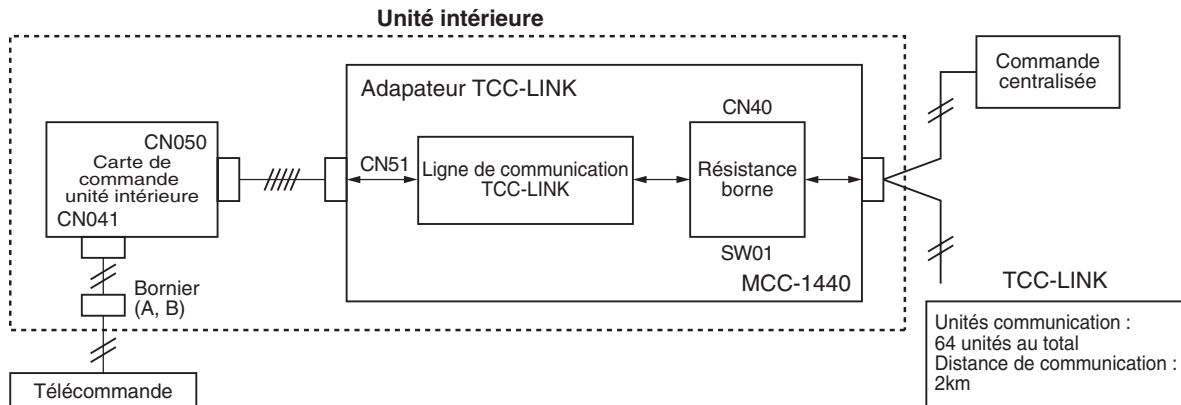 Unité intérieure
Adapateur TCC-LINK
Commande
centralisée
CN050
Carte de
commande
unité intérieure
CN041
CN51
Ligne de communication
TCC-LINK
CN40
Résistance
borne
SW01
MCC-1440
Bornier
(A, B)
Télécommande
TCC-LINK
Unités communication :
64 unités au total
Distance de communication :
2km